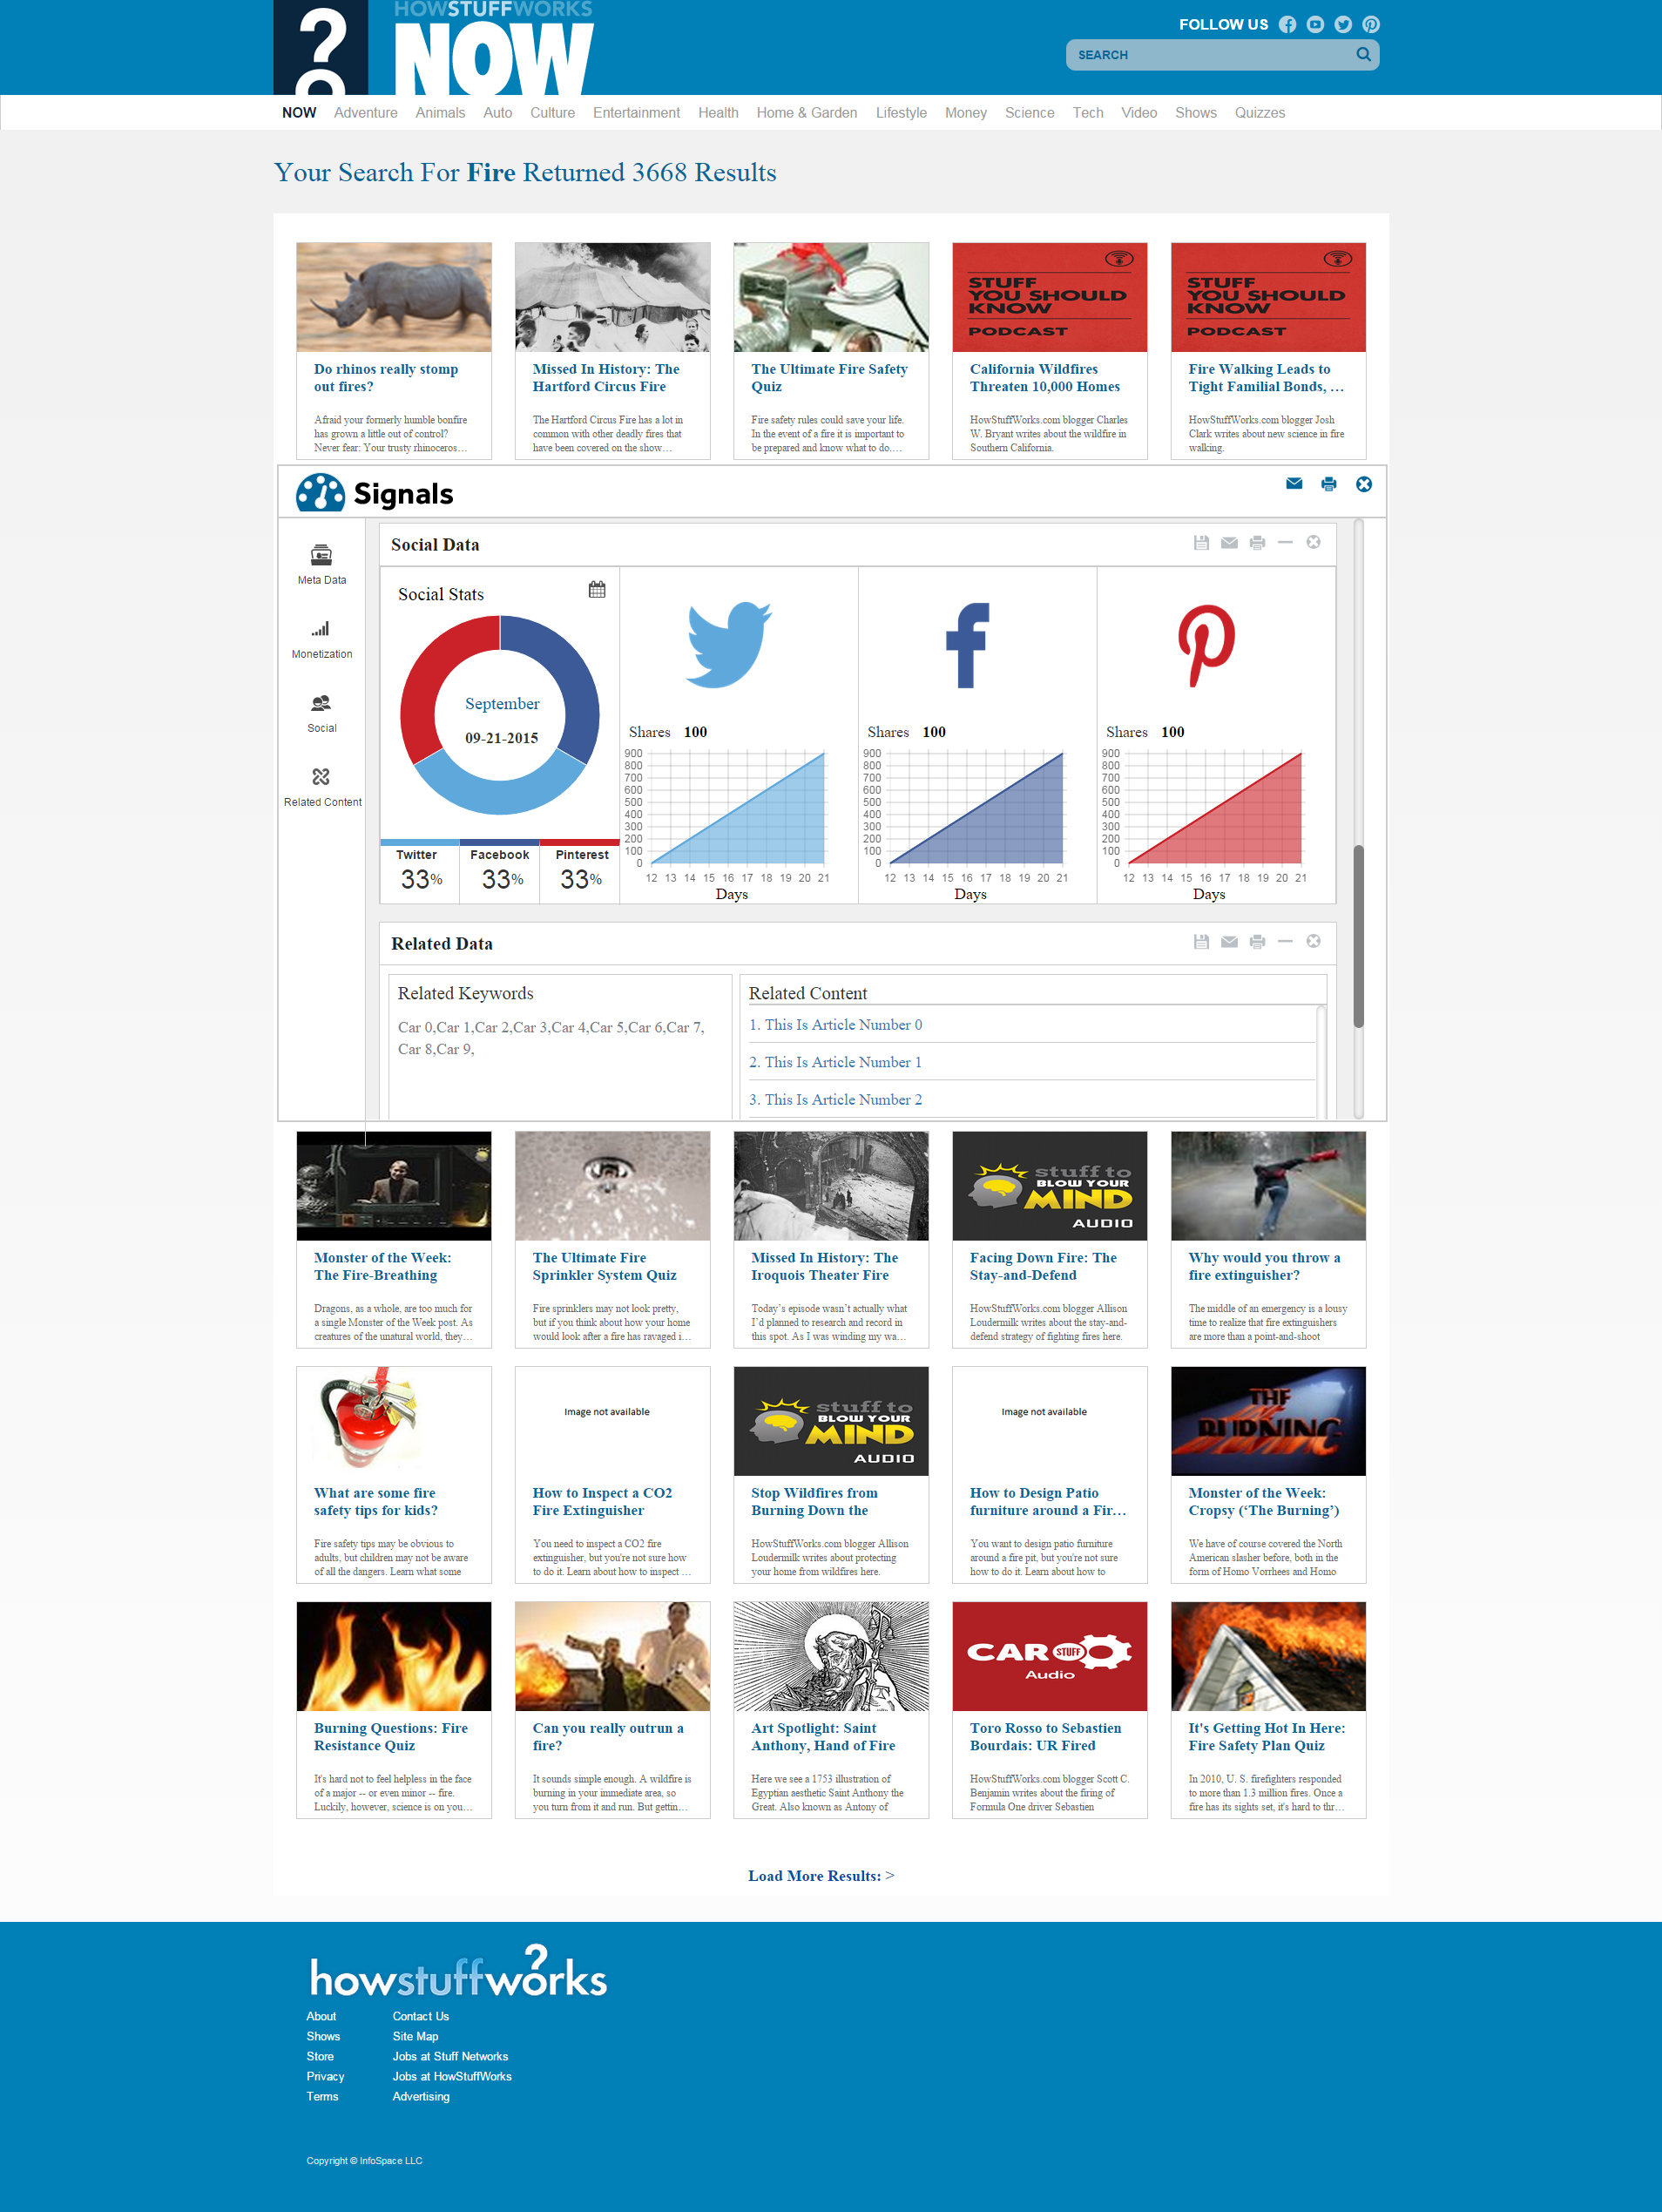 HOWSTUFFWORKS
NOW
FOLLOW US
SEARCH
NOW Adventure Animals Auto Culture Entertainment Health Home & Garden Lifestyle Money Science Tech Video Shows Quizzes
Your Search For Fire Returned 3668 Results
STUFF
YOU SHOULD
KNOW
PODCAST
STUFF
YOU SHOULD
KNOW
PODCAST
Do rhinos really stomp
out fires?
Afraid your formerly humble bonfire
has grown a little out of control?
Never fear: Your trusty rhinoceros…
Missed In History: The
Hartford Circus Fire
The Hartford Circus Fire has a lot in
common with other deadly fires that
have been covered on the show…
The Ultimate Fire Safety
Quiz
Fire safety rules could save your life.
In the event of a fire it is important to
be prepared and know what to do.…
California Wildfires
Threaten 10,000 Homes
HowStuffWorks.com blogger Charles
W. Bryant writes about the wildfire in
Southern California.
Fire Walking Leads to
Tight Familial Bonds, …
HowStuffWorks.com blogger Josh
Clark writes about new science in fire
walking.
Signals
Meta Data
Monetization
Social
Related Content
Social Data
Social Stats
September
09-21-2015
Twitter Facebook Pinterest
33% 33% 33%
Shares 100
900
800
700
600
500
400
300
200
100
0
12 13 14 15 16 17 18 19 20 21
Days
Shares 100
900
800
700
600
500
400
300
200
100
0
12 13 14 15 16 17 18 19 20 21
Days
Shares 100
900
800
700
600
500
400
300
200
100
0
12 13 14 15 16 17 18 19 20 21
Days
Related Data
Related Keywords
Car 0,Car 1,Car 2,Car 3,Car 4,Car 5,Car 6,Car 7,
Car 8,Car 9,
Related Content
1. This Is Article Number 0
2. This Is Article Number 1
3. This Is Article Number 2
Monster of the Week:
The Fire-Breathing
Dragons, as a whole, are too much for
a single Monster of the Week post. As
creatures of the unatural world, they…
The Ultimate Fire
Sprinkler System Quiz
Fire sprinklers may not look pretty,
but if you think about how your home
would look after a fire has ravaged i…
Missed In History: The
Iroquois Theater Fire
Today’s episode wasn’t actually what
I’d planned to research and record in
this spot. As I was winding my wa…
stuff to
BLOW YOUR
MIND
AUDIO
Facing Down Fire: The
Stay-and-Defend
HowStuffWorks.com blogger Allison
Loudermilk writes about the stay-and-
defend strategy of fighting fires here.
Why would you throw a
fire extinguisher?
The middle of an emergency is a lousy
time to realize that fire extinguishers
are more than a point-and-shoot
What are some fire
safety tips for kids?
Fire safety tips may be obvious to
adults, but children may not be aware
of all the dangers. Learn what some
Image not available
How to Inspect a CO2
Fire Extinguisher
You need to inspect a CO2 fire
extinguisher, but you're not sure how
to do it. Learn about how to inspect …
stuff to
BLOW YOUR
MIND
AUDIO
Stop Wildfires from
Burning Down the
HowStuffWorks.com blogger Allison
Loudermilk writes about protecting
your home from wildfires here.
Image not available
How to Design Patio
furniture around a Fir…
You want to design patio furniture
around a fire pit, but you're not sure
how to do it. Learn about how to
THE
BURNING
Monster of the Week:
Cropsy (‘The Burning’)
We have of course covered the North
American slasher before, both in the
form of Homo Vorrhees and Homo
Burning Questions: Fire
Resistance Quiz
It's hard not to feel helpless in the face
of a major -- or even minor -- fire.
Luckily, however, science is on you…
Can you really outrun a
fire?
It sounds simple enough. A wildfire is
burning in your immediate area, so
you turn from it and run. But gettin…
Art Spotlight: Saint
Anthony, Hand of Fire
Here we see a 1753 illustration of
Egyptian aesthetic Saint Anthony the
Great. Also known as Antony of
CAR STUFF
Audio
Toro Rosso to Sebastien
Bourdais: UR Fired
HowStuffWorks.com blogger Scott C.
Benjamin writes about the firing of
Formula One driver Sebastien
It's Getting Hot In Here:
Fire Safety Plan Quiz
In 2010, U. S. firefighters responded
to more than 1.3 million fires. Once a
fire has its sights set, it's hard to thr…
Load More Results: >
howstuffworks
About Contact Us
Shows Site Map
Store Jobs at Stuff Networks
Privacy Jobs at HowStuffWorks
Terms Advertising
Copyright © InfoSpace LLC